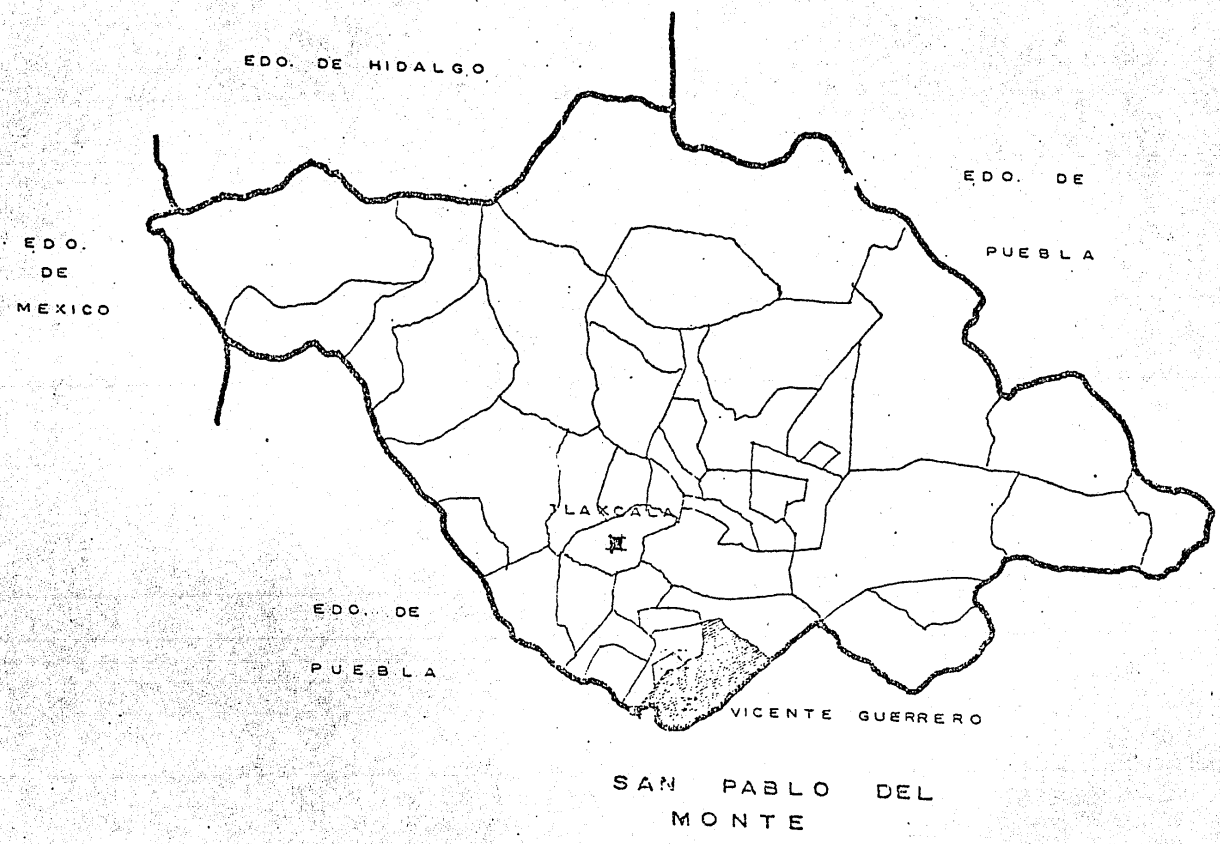 EDO. DE HIDALGO
EDO. DE
PUEBLA
EDO.
DE
MEXICO
TLAXCALA
EDO. DE
PUEBLA
VICENTE GUERRERO
SAN PABLO DEL
MONTE